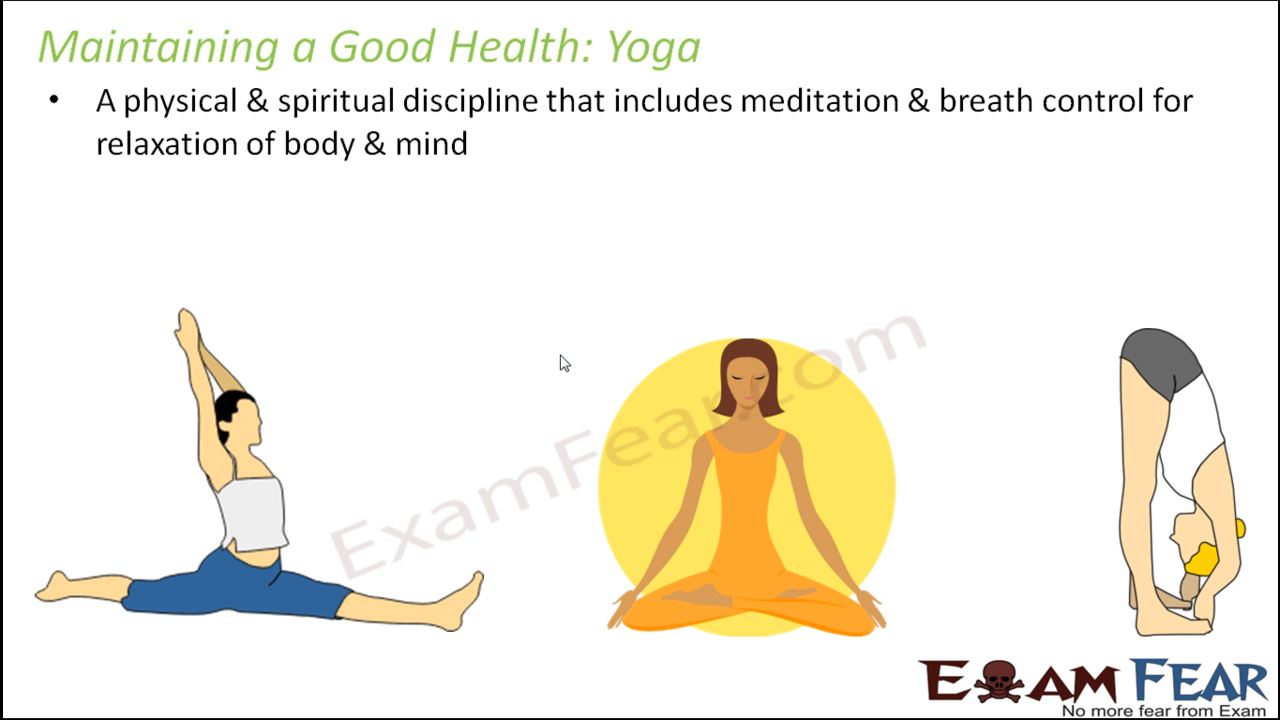 Maintaining a Good Health: Yoga
• A physical & spiritual discipline that includes meditation & breath control for
relaxation of body & mind
ExamFear.com
EXAM FEAR
No more fear from Exam